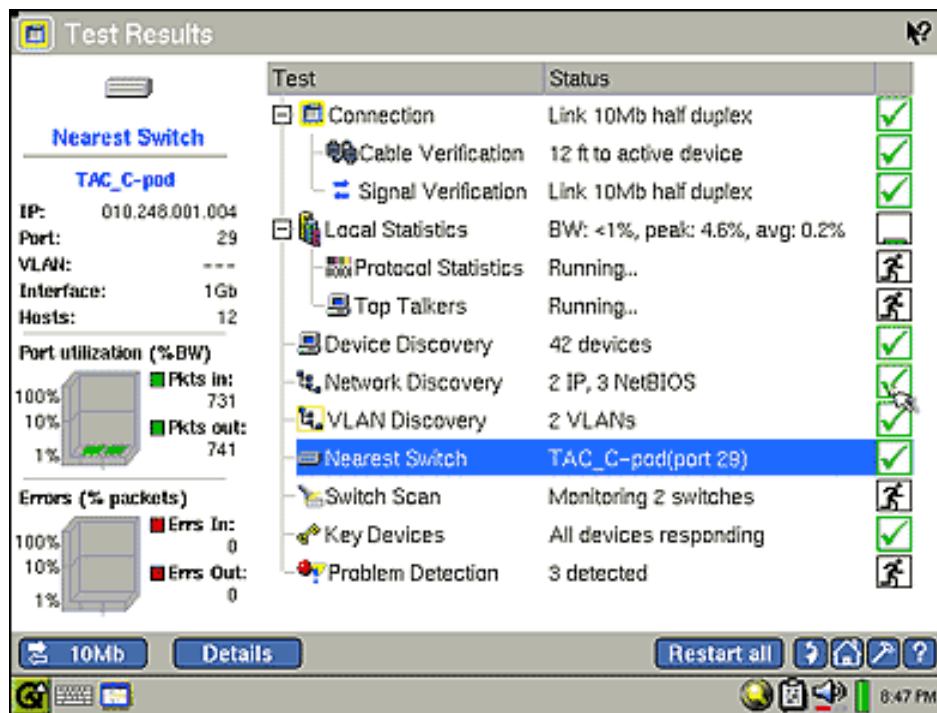 Test Results
Nearest Switch
TAC_C-pod
IP: 010.248.001.004
Port: 29
VLAN: ---
Interface: 1Gb
Hosts: 12
Port utilization (%BW)
100%
10%
1%
Pkts in:
731
Pkts out:
741
Errors (% packets)
100%
10%
1%
Errs In:
0
Errs Out:
0
Test Status
Connection Link 10Mb half duplex
Cable Verification 12 ft to active device
Signal Verification Link 10Mb half duplex
Local Statistics BW: <1%, peak: 4.6%, avg: 0.2%
Protocol Statistics Running...
Top Talkers Running...
Device Discovery 42 devices
Network Discovery 2 IP, 3 NetBIOS
VLAN Discovery 2 VLANs
Nearest Switch TAC_C-pod(port 29)
Switch Scan Monitoring 2 switches
Key Devices All devices responding
Problem Detection 3 detected
10Mb Details Restart all ?
8:47 PM